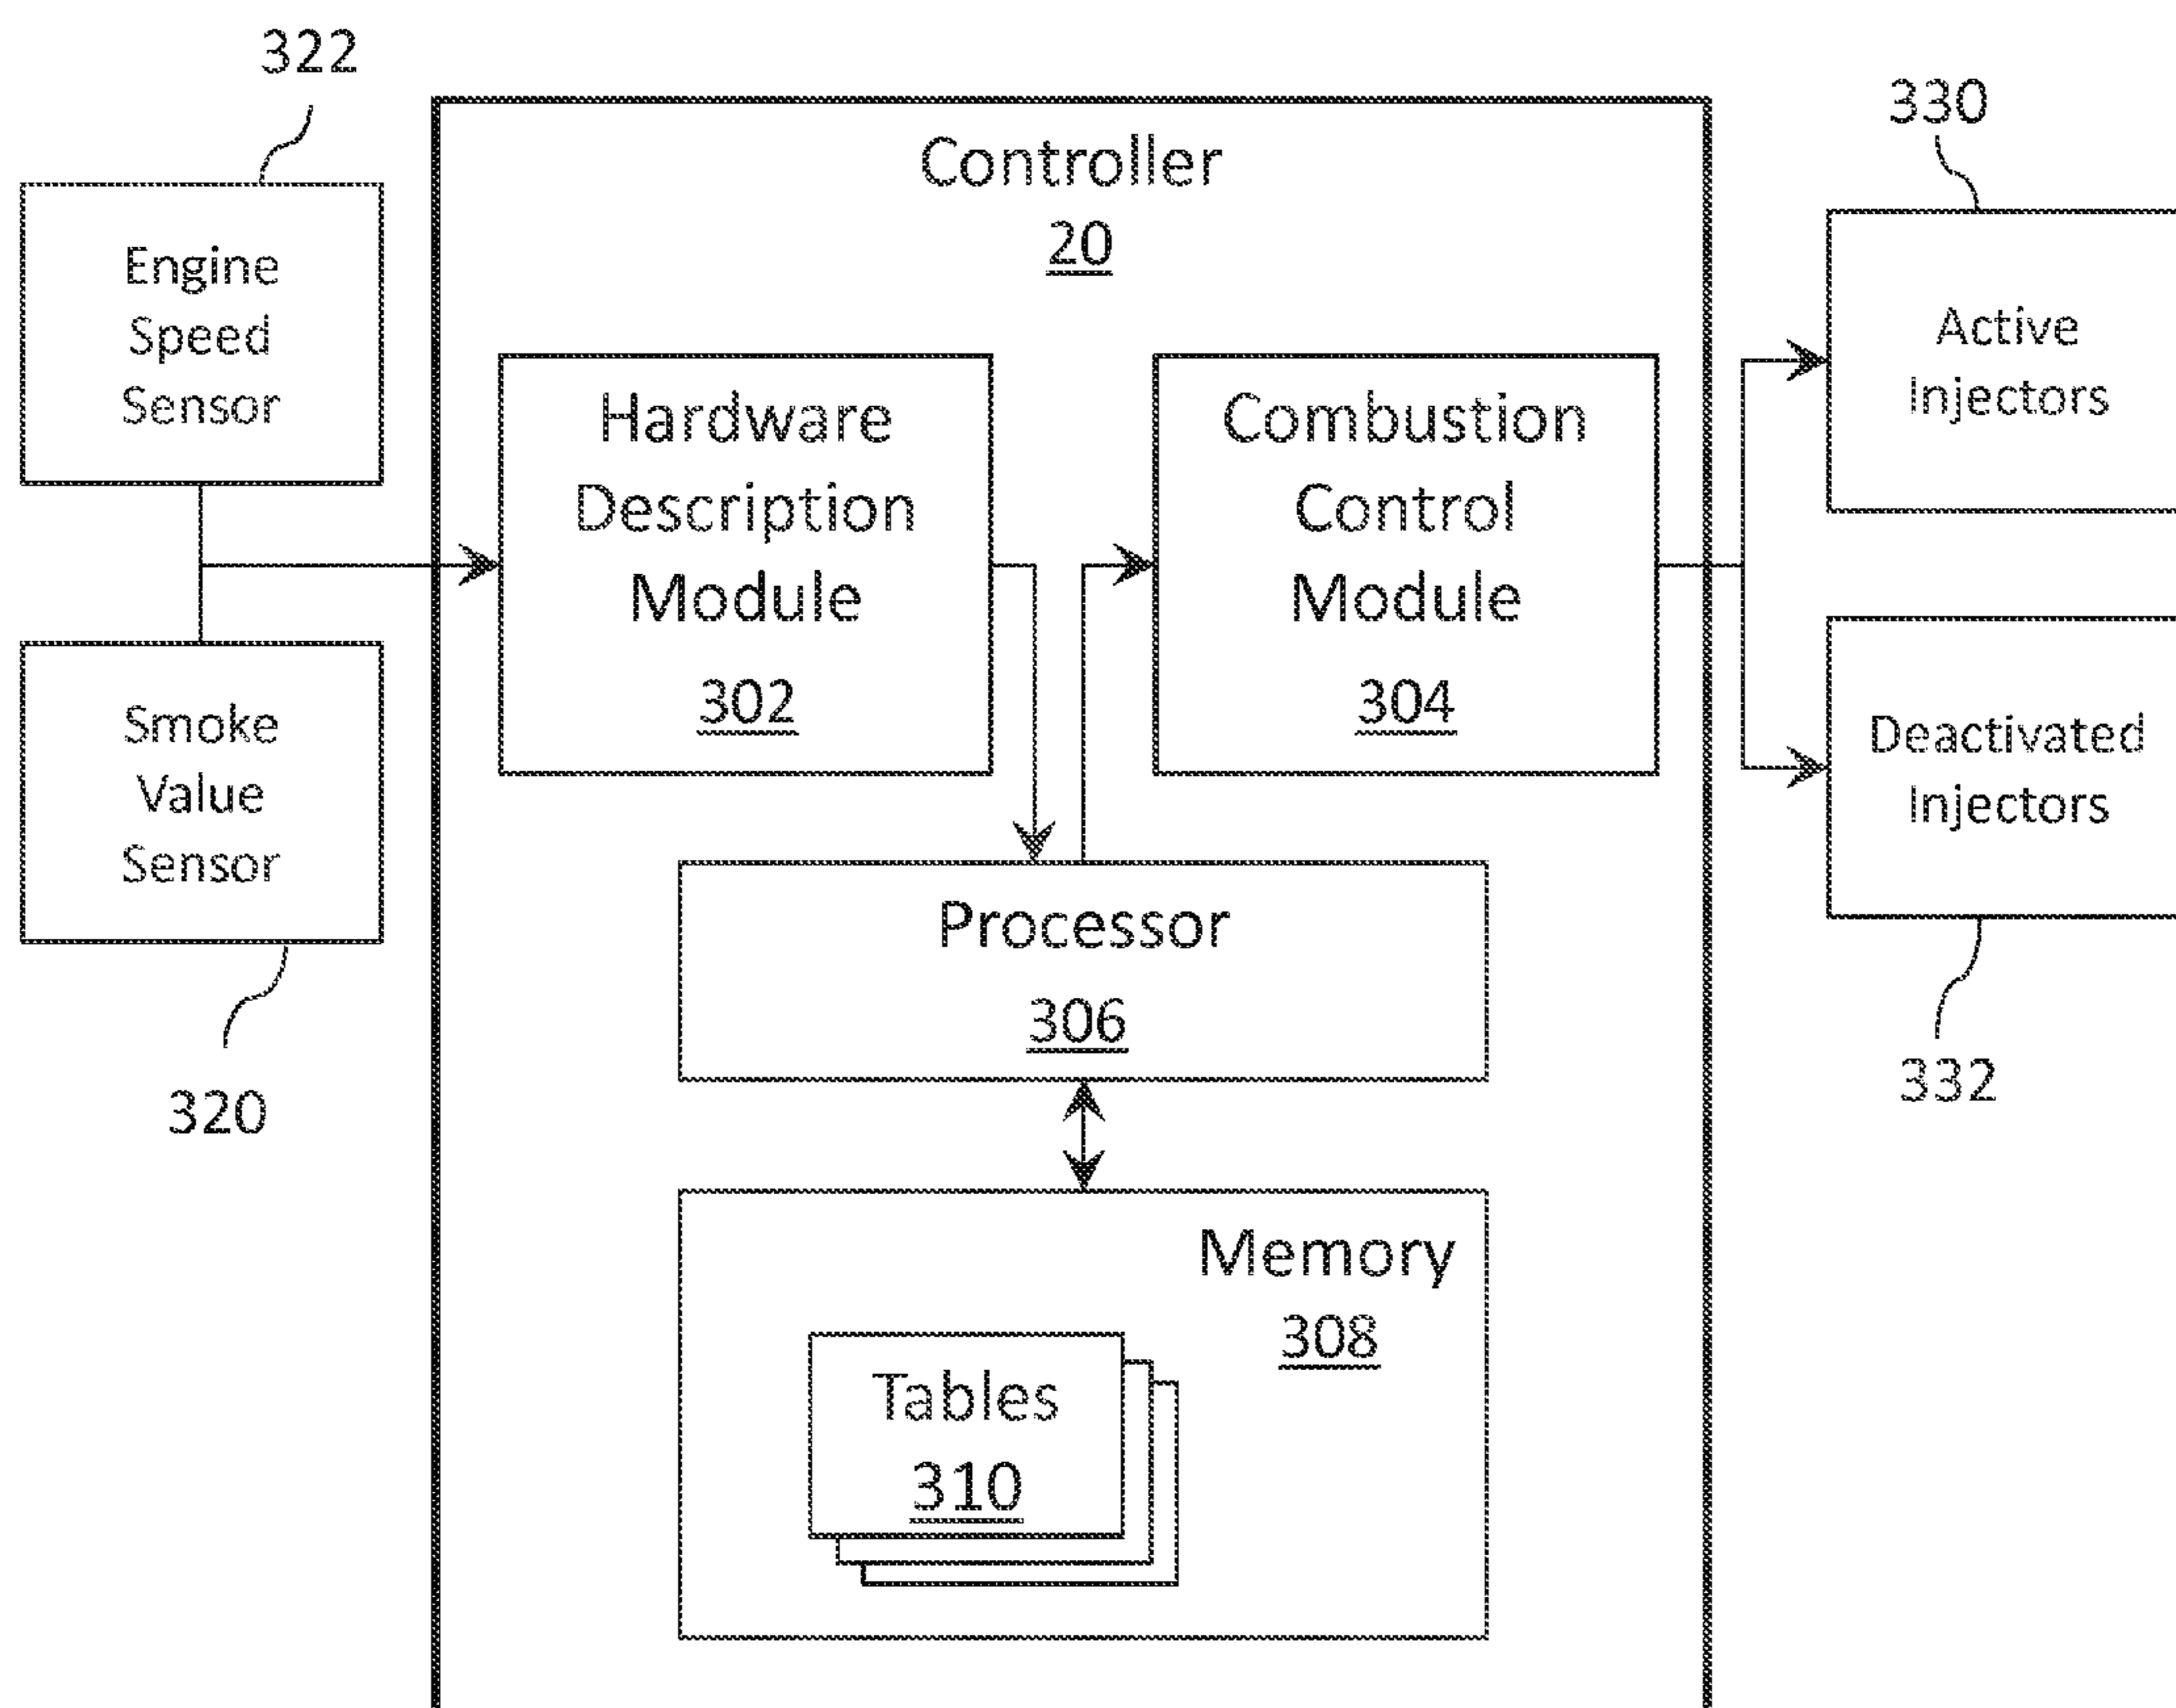 322
Engine
Speed
Sensor
Smoke
Value
Sensor
320
Controller
20
Hardware
Description
Module
302
Combustion
Control
Module
304
Processor
306
Memory
308
Tables
310
330
Active
Injectors
Deactivated
Injectors
332